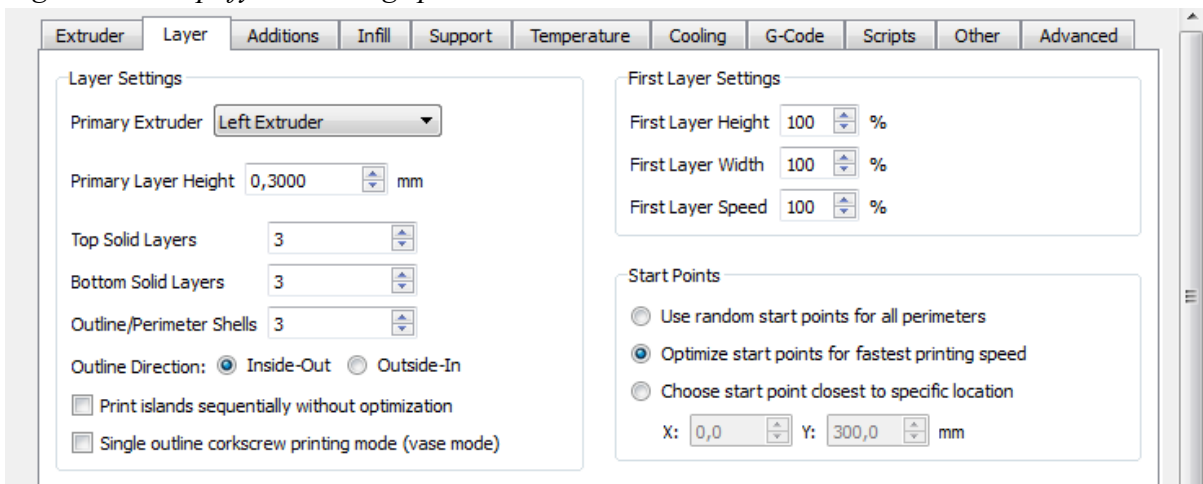 Extruder Layer Additions Infill Support Temperature Cooling G-Code Scripts Other Advanced
Layer Settings
Primary Extruder Left Extruder
Primary Layer Height 0,3000 mm
Top Solid Layers 3
Bottom Solid Layers 3
Outline/Perimeter Shells 3
Outline Direction: Inside-Out Outside-In
Print islands sequentially without optimization
Single outline corkscrew printing mode (vase mode)
First Layer Settings
First Layer Height 100 %
First Layer Width 100 %
First Layer Speed 100 %
Start Points
Use random start points for all perimeters
Optimize start points for fastest printing speed
Choose start point closest to specific location
X: 0,0 Y: 300,0 mm